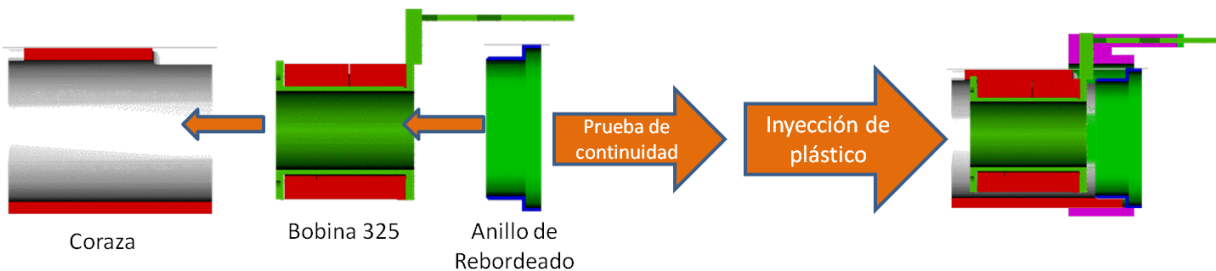 Prueba de
continuidad
Inyección de
plástico
Coraza
Bobina 325
Anillo de
Rebordeado